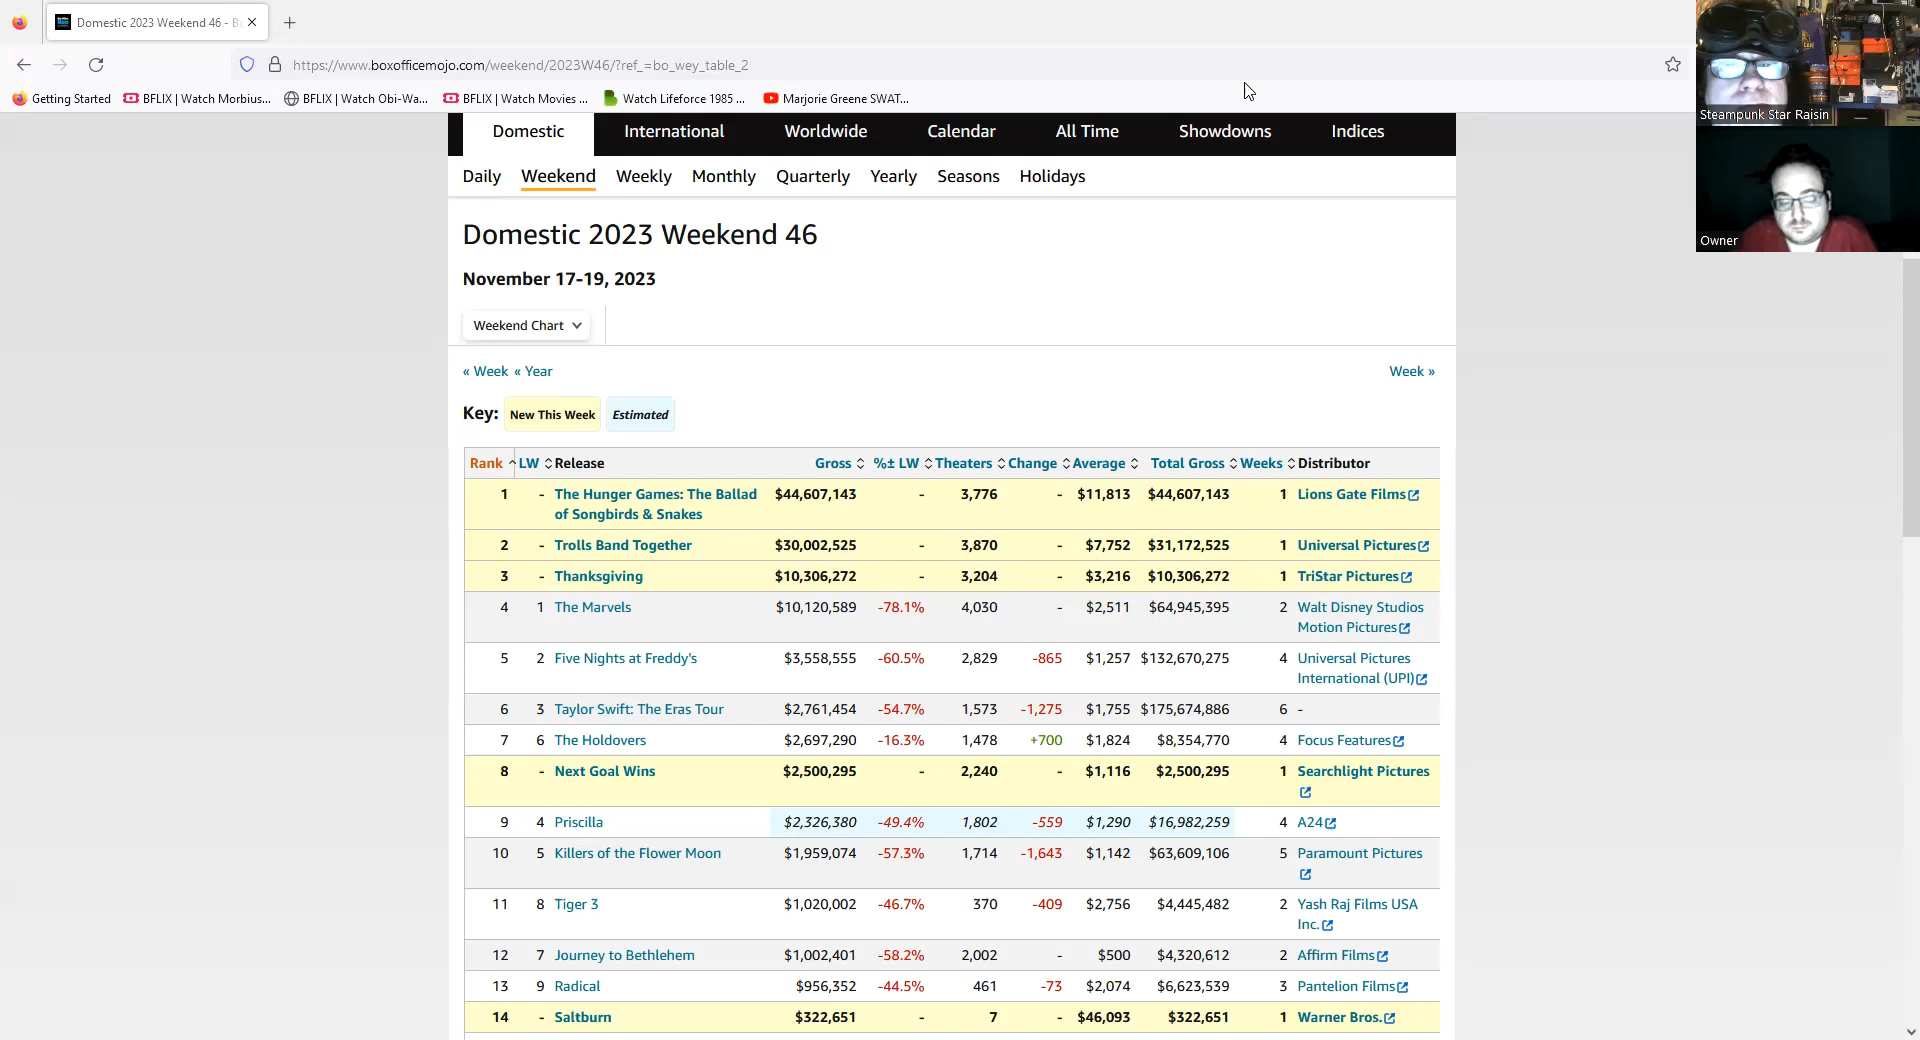 Domestic 2023 Weekend 46 - Bo
https://www.boxofficemojo.com/weekend/2023W46/?ref_=bo_wey_table_2
Getting Started BFLIX | Watch Morbius... BFLIX | Watch Obi-Wa... BFLIX | Watch Movies ... Watch Lifeforce 1985 ... Marjorie Greene SWAT...
Steampunk Star Raisin
Owner
Domestic International Worldwide Calendar All Time Showdowns Indices
Daily Weekend Weekly Monthly Quarterly Yearly Seasons Holidays
Domestic 2023 Weekend 46
November 17-19, 2023
Weekend Chart
« Week « Year Week »
Key: New This Week Estimated
Rank LW Release Gross %± LW Theaters Change Average Total Gross Weeks Distributor
1 - The Hunger Games: The Ballad $44,607,143 - 3,776 - $11,813 $44,607,143 1 Lions Gate Films
of Songbirds & Snakes
2 - Trolls Band Together $30,002,525 - 3,870 - $7,752 $31,172,525 1 Universal Pictures
3 - Thanksgiving $10,306,272 - 3,204 - $3,216 $10,306,272 1 TriStar Pictures
4 1 The Marvels $10,120,589 -78.1% 4,030 - $2,511 $64,945,395 2 Walt Disney Studios
Motion Pictures
5 2 Five Nights at Freddy's $3,558,555 -60.5% 2,829 -865 $1,257 $132,670,275 4 Universal Pictures
International (UPI)
6 3 Taylor Swift: The Eras Tour $2,761,454 -54.7% 1,573 -1,275 $1,755 $175,674,886 6 -
7 6 The Holdovers $2,697,290 -16.3% 1,478 +700 $1,824 $8,354,770 4 Focus Features
8 - Next Goal Wins $2,500,295 - 2,240 - $1,116 $2,500,295 1 Searchlight Pictures
9 4 Priscilla $2,326,380 -49.4% 1,802 -559 $1,290 $16,982,259 4 A24
10 5 Killers of the Flower Moon $1,959,074 -57.3% 1,714 -1,643 $1,142 $63,609,106 5 Paramount Pictures
11 8 Tiger 3 $1,020,002 -46.7% 370 -409 $2,756 $4,445,482 2 Yash Raj Films USA
Inc.
12 7 Journey to Bethlehem $1,002,401 -58.2% 2,002 - $500 $4,320,612 2 Affirm Films
13 9 Radical $956,352 -44.5% 461 -73 $2,074 $6,623,539 3 Pantelion Films
14 - Saltburn $322,651 - 7 - $46,093 $322,651 1 Warner Bros.